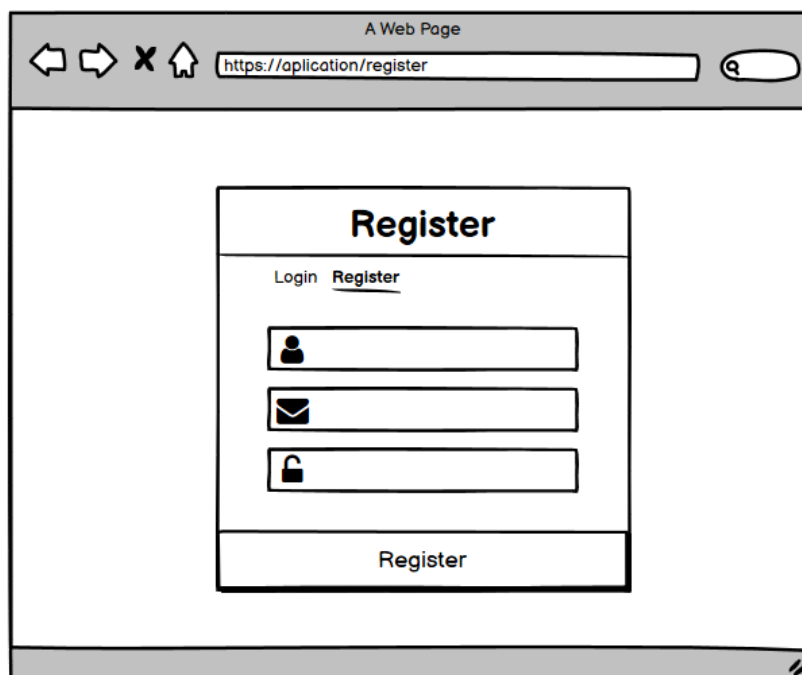 A Web Page
https://aplication/register
Register
Login Register
Register